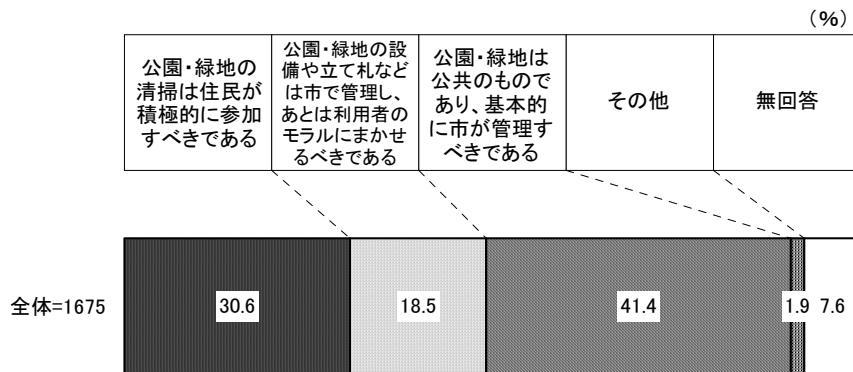 （%）
公園・緑地の
清掃は住民が
積極的に参加
すべきである
公園・緑地の設
備や立て札など
は市で管理し、
あとは利用者の
モラルにまかせ
るべきである
公園・緑地は
公共のもので
あり、基本的
に市が管理す
べきである
その他
無回答
全体=1675
30.6
18.5
41.4
1.9
7.6